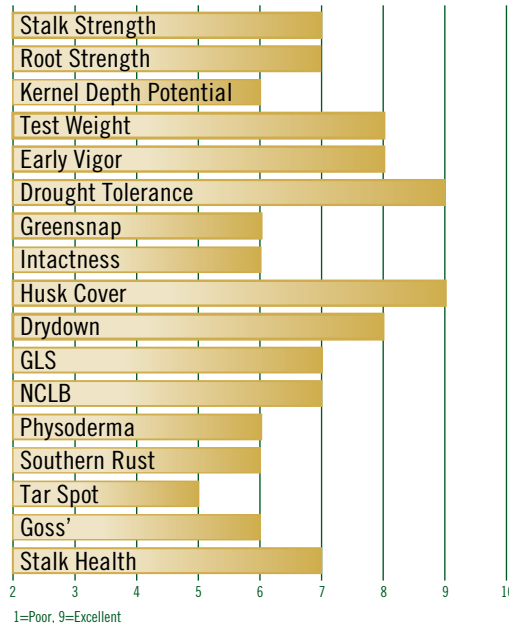 Stalk Strength
Root Strength
Kernel Depth Potential
Test Weight
Early Vigor
Drought Tolerance
Greensnap
Intactness
Husk Cover
Drydown
GLS
NCLB
Physoderma
Southern Rust
Tar Spot
Goss’
Stalk Health
2 3 4 5 6 7 8 9 10
1=Poor, 9=Excellent